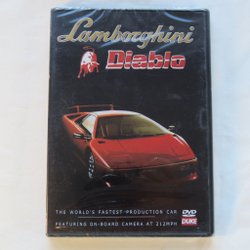 Lamborghini
Diablo
THE WORLD'S FASTEST PRODUCTION CAR
FEATURING ON-BOARD CAMERA AT 212MPH
DVD
DUKE